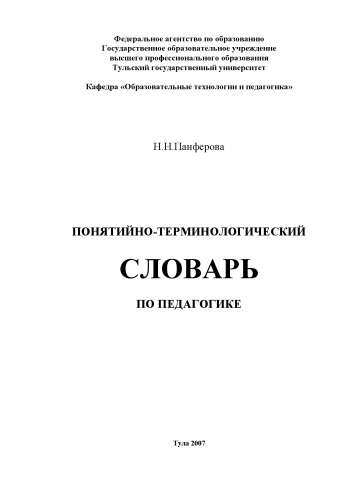 Федеральное агентство по образованию
Государственное образовательное учреждение
высшего профессионального образования
Тульский государственный университет
Кафедра «Образовательные технологии и педагогика»
Н.Н.Панферова
ПОНЯТИЙНО-ТЕРМИНОЛОГИЧЕСКИЙ
СЛОВАРЬ
ПО ПЕДАГОГИКЕ
Тула 2007